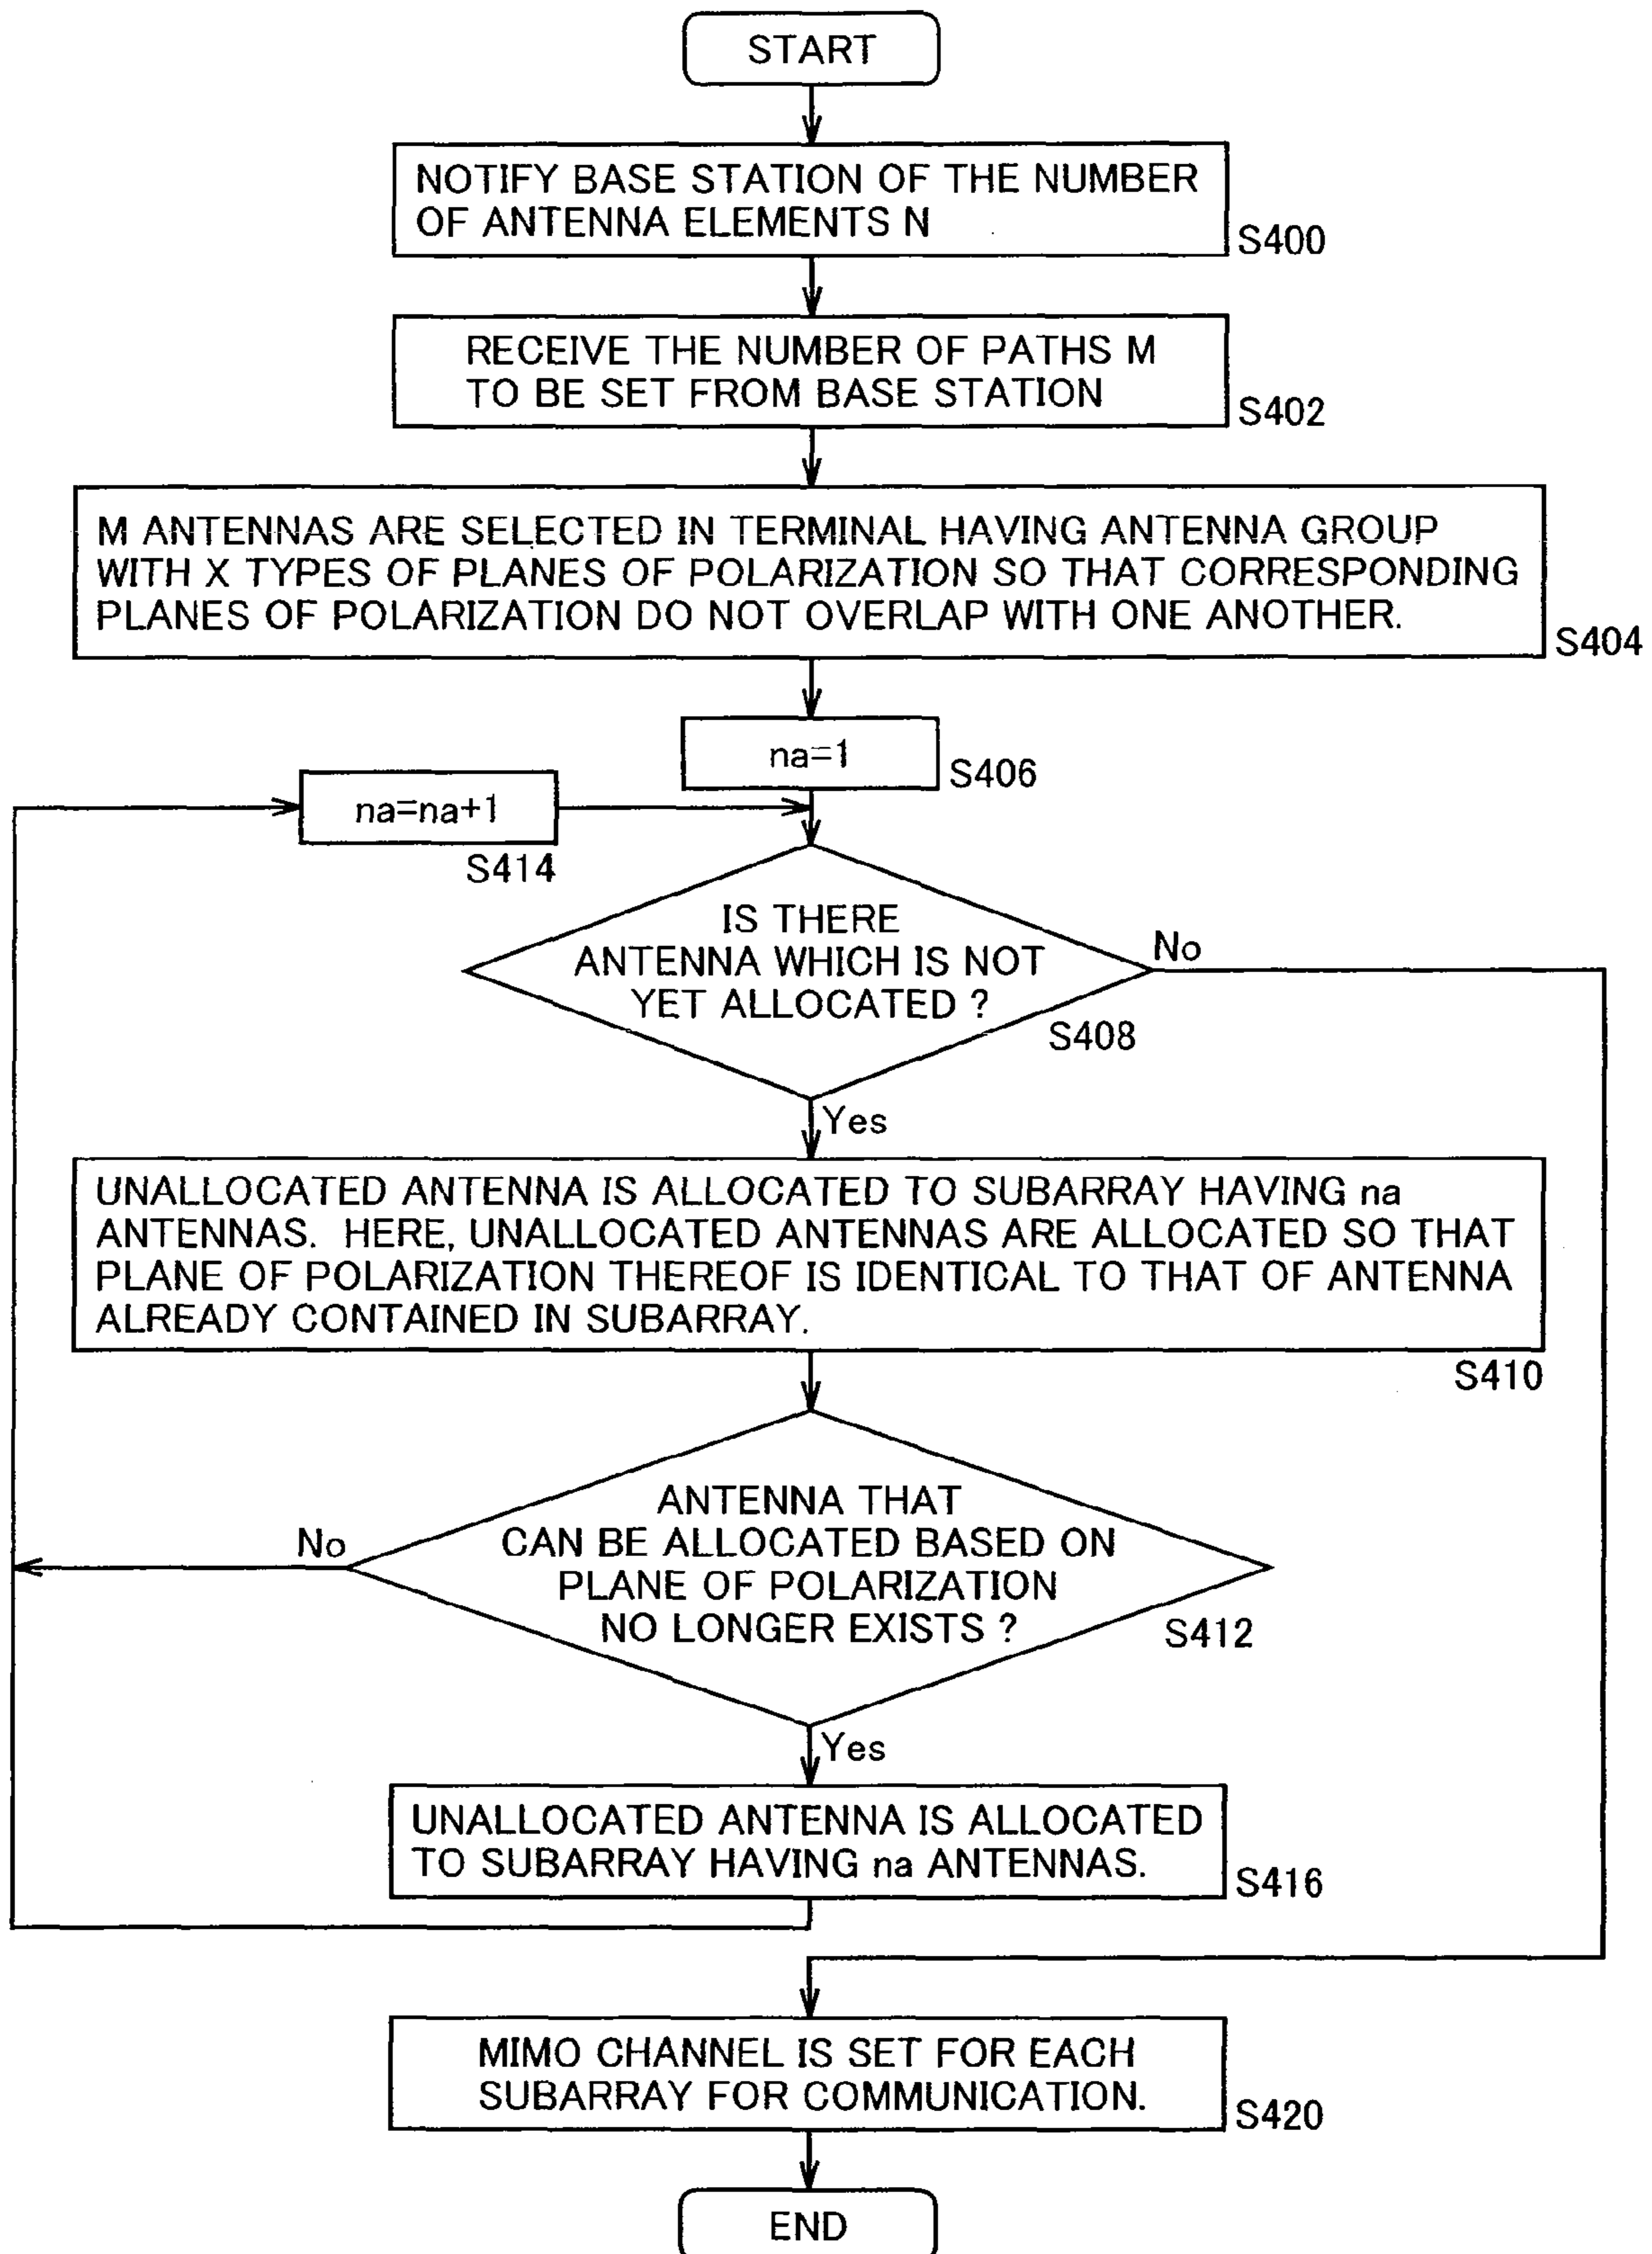 START
NOTIFY BASE STATION OF THE NUMBER
OF ANTENNA ELEMENTS N
S400
RECEIVE THE NUMBER OF PATHS M
TO BE SET FROM BASE STATION
S402
M ANTENNAS ARE SELECTED IN TERMINAL HAVING ANTENNA GROUP
WITH X TYPES OF PLANES OF POLARIZATION SO THAT CORRESPONDING
PLANES OF POLARIZATION DO NOT OVERLAP WITH ONE ANOTHER.
S404
na=1
S406
na=na+1
S414
IS THERE
ANTENNA WHICH IS NOT
YET ALLOCATED ?
S408
No
Yes
UNALLOCATED ANTENNA IS ALLOCATED TO SUBARRAY HAVING na
ANTENNAS. HERE, UNALLOCATED ANTENNAS ARE ALLOCATED SO THAT
PLANE OF POLARIZATION THEREOF IS IDENTICAL TO THAT OF ANTENNA
ALREADY CONTAINED IN SUBARRAY.
S410
ANTENNA THAT
CAN BE ALLOCATED BASED ON
PLANE OF POLARIZATION
NO LONGER EXISTS ?
S412
No
Yes
UNALLOCATED ANTENNA IS ALLOCATED
TO SUBARRAY HAVING na ANTENNAS.
S416
MIMO CHANNEL IS SET FOR EACH
SUBARRAY FOR COMMUNICATION.
S420
END